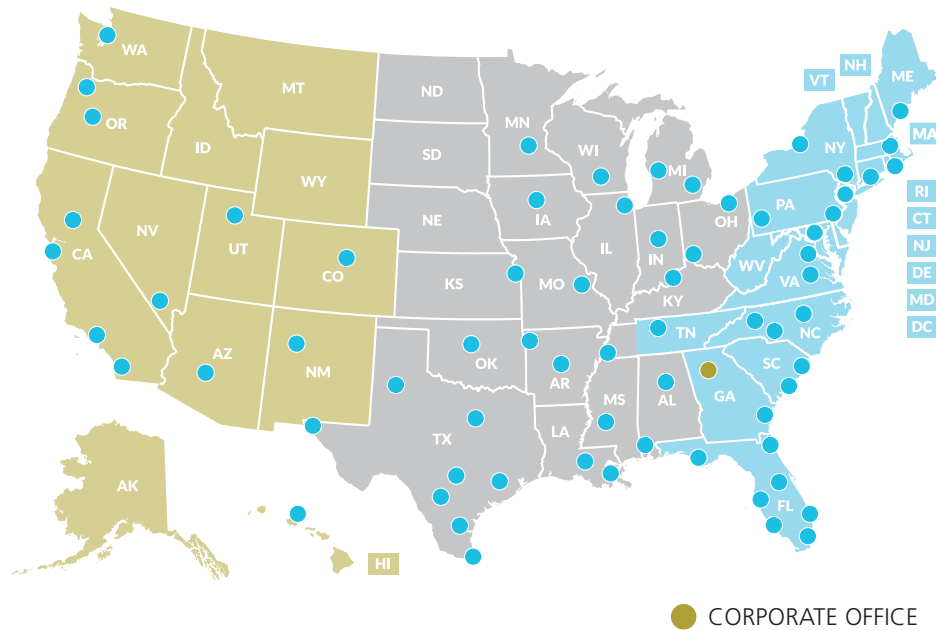 WA
MT
ND
MN
VT
NH
ME
OR
ID
SD
WI
MI
NY
MA
WY
NE
IA
PA
RI
NV
UT
CO
IL
IN
OH
CT
CA
KS
MO
WV
VA
NJ
KY
DE
MD
DC
AZ
NM
OK
AR
TN
NC
SC
TX
LA
MS
AL
GA
AK
FL
HI
CORPORATE OFFICE